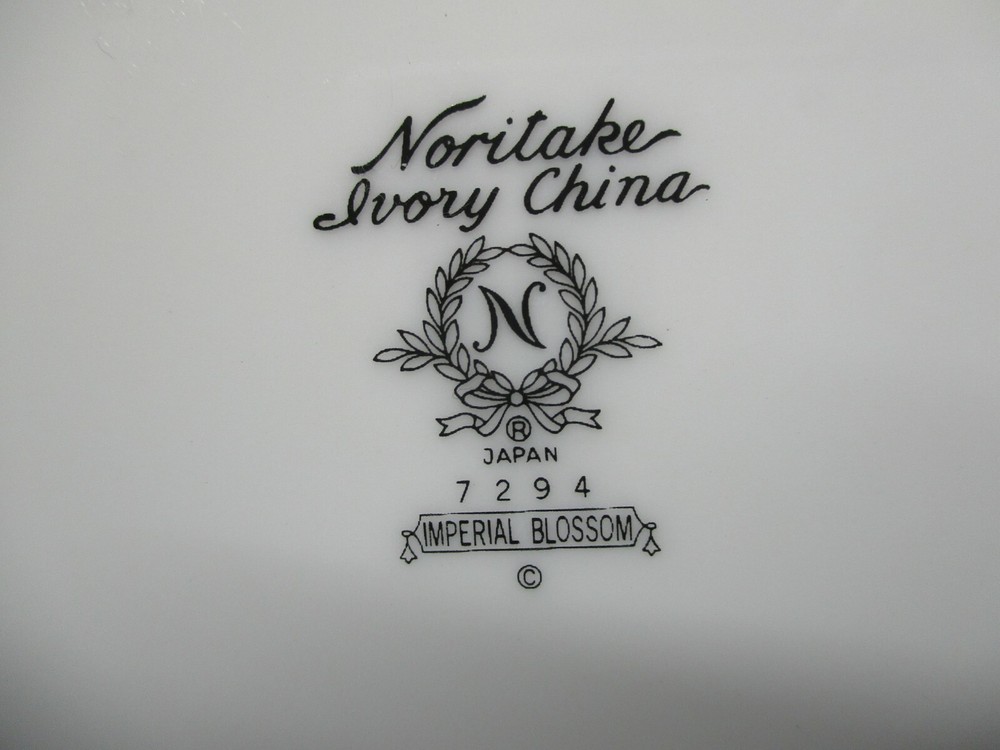 Noritake
Ivory China
N
®
JAPAN
7294
IMPERIAL BLOSSOM
©